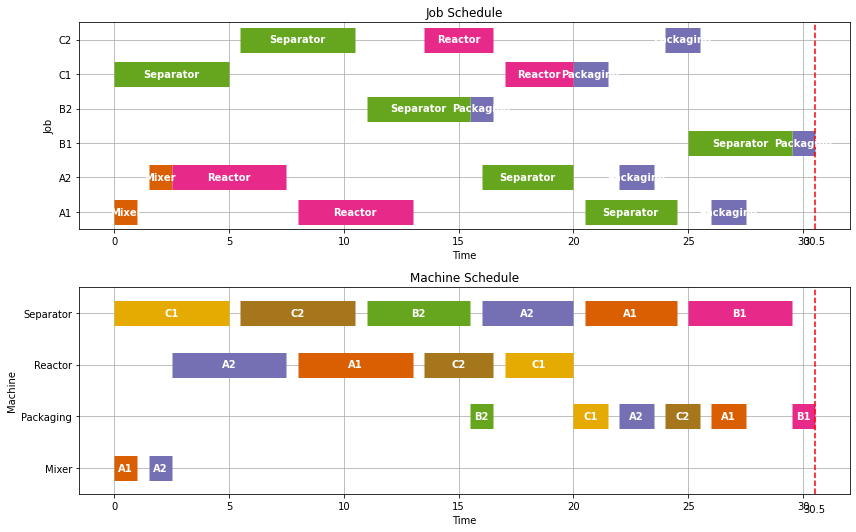 Job Schedule
C2 Separator Reactor Packaging
C1 Separator Reactor Packaging
B2 Separator Packaging
B1 Separator Packaging
A2 Mixer Reactor Separator Packaging
A1 Mixer Reactor Separator Packaging
Job
0 5 10 15 20 25 30 30.5
Time
Machine Schedule
Separator C1 C2 B2 A2 A1 B1
Reactor A2 A1 C2 C1
Packaging B2 C1 A2 C2 A1 B1
Mixer A1 A2
Machine
0 5 10 15 20 25 30
30.5
Time